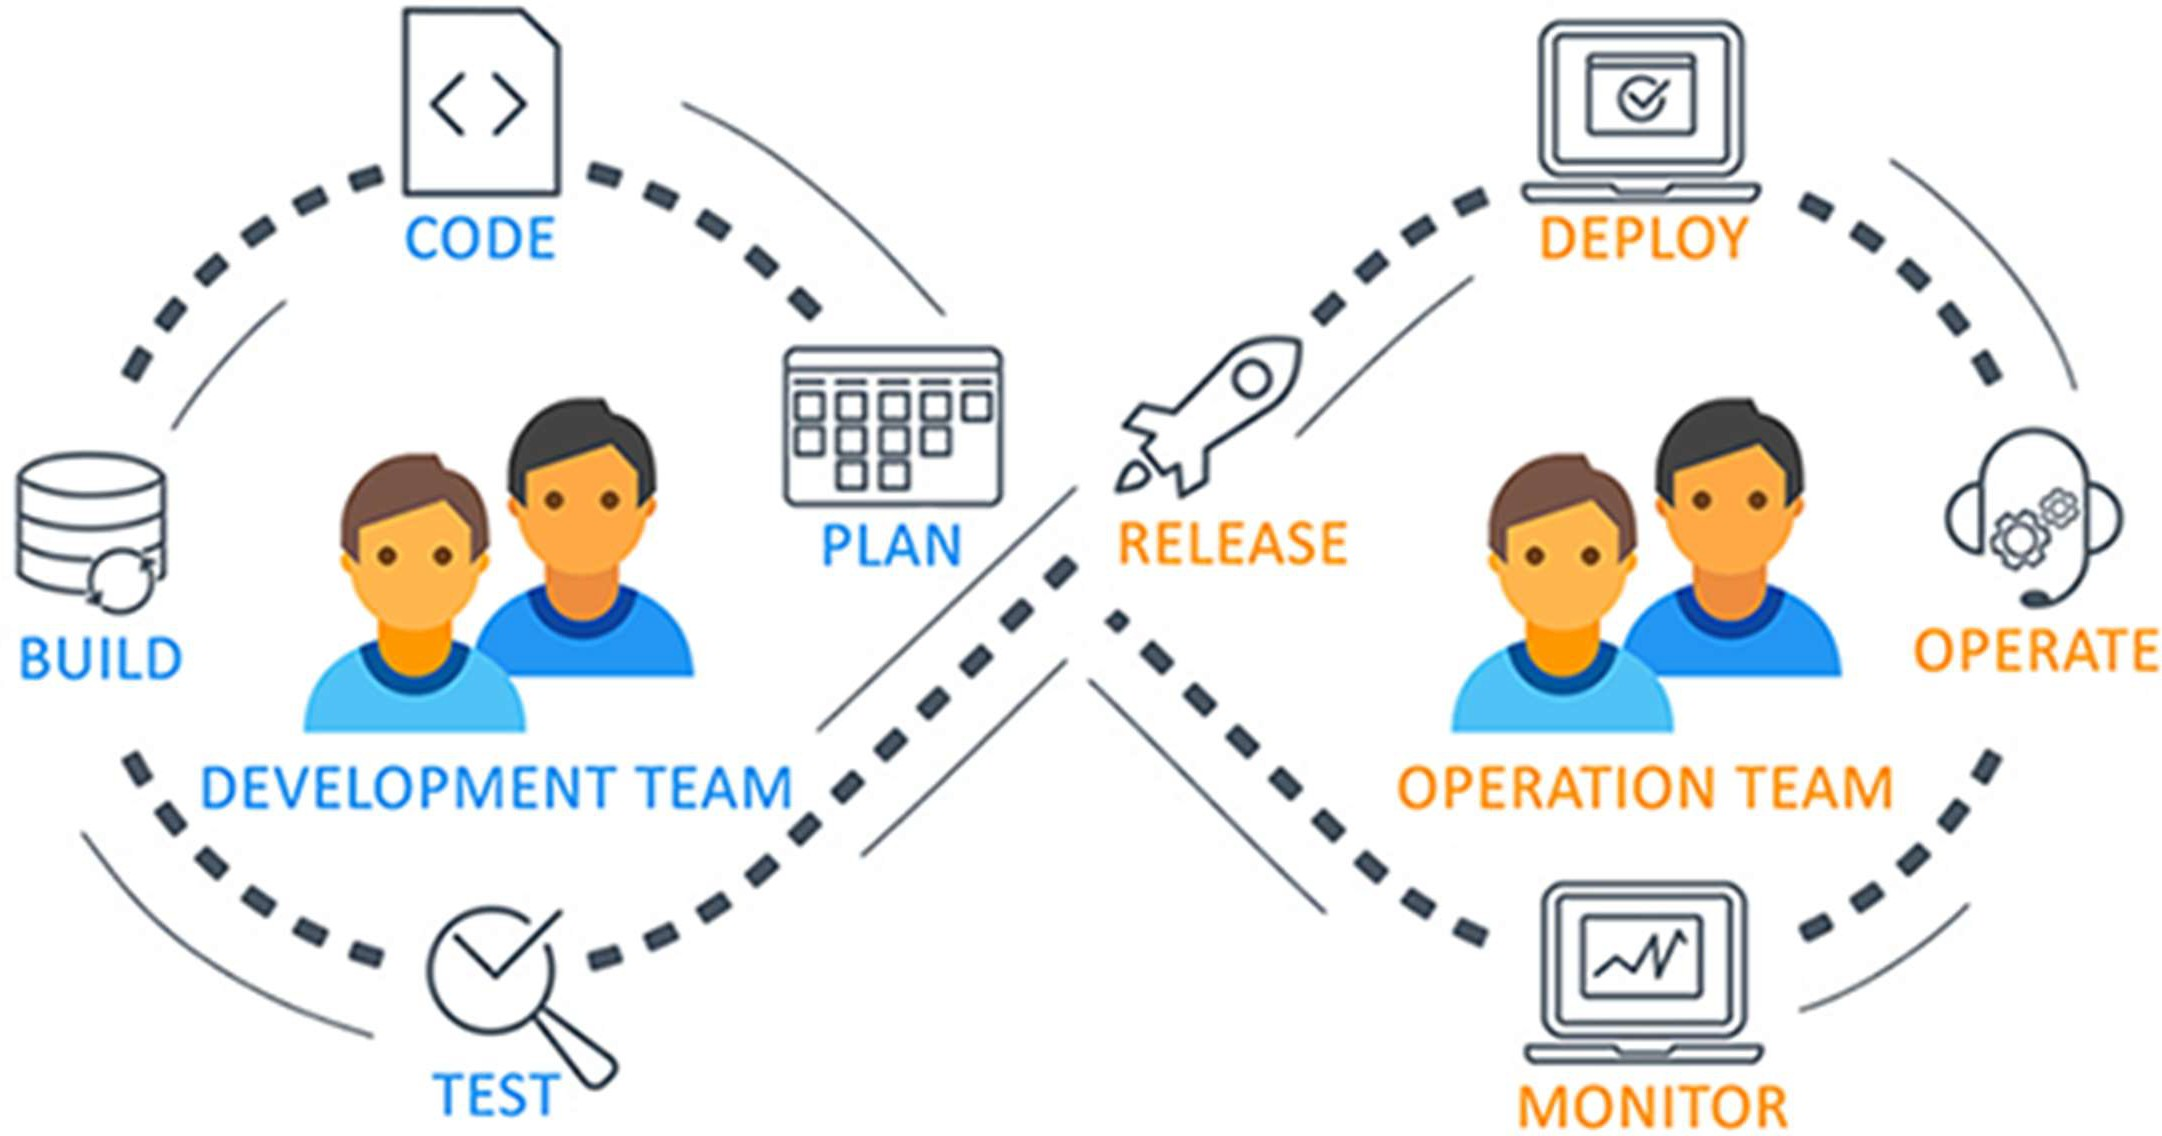 CODE
DEPLOY
PLAN
RELEASE
BUILD
OPERATE
DEVELOPMENT TEAM
OPERATION TEAM
TEST
MONITOR